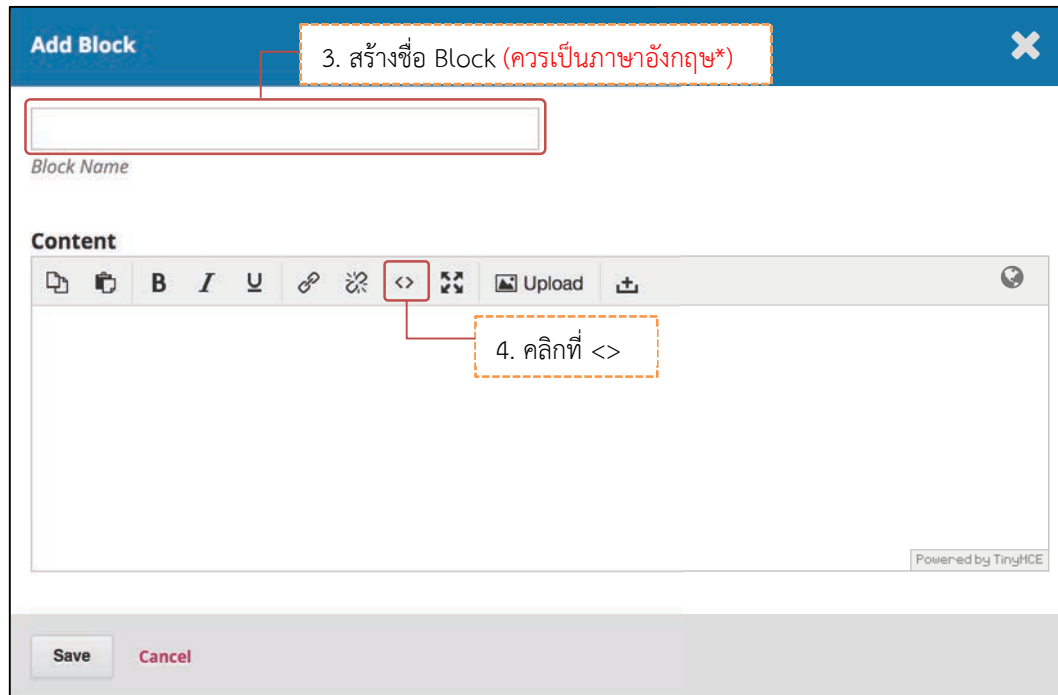 Add Block
3. สร้างชื่อ Block (ควรเป็นภาษาอังกฤษ*)
Block Name
Content
B I U <> Upload
4. คลิกที่ <>
Powered by TinyMCE
Save Cancel